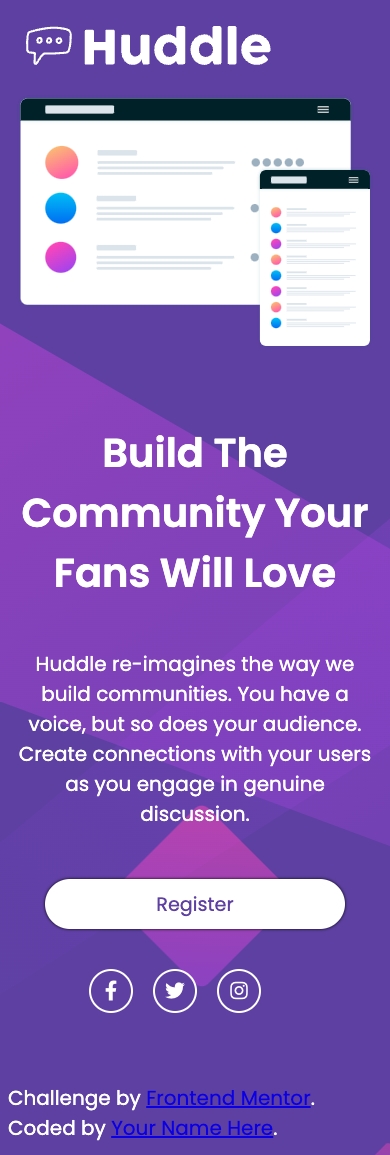 Huddle
Build The
Community Your
Fans Will Love
Huddle re-imagines the way we
build communities. You have a
voice, but so does your audience.
Create connections with your users
as you engage in genuine
discussion.
Register
Challenge by Frontend Mentor.
Coded by Your Name Here.